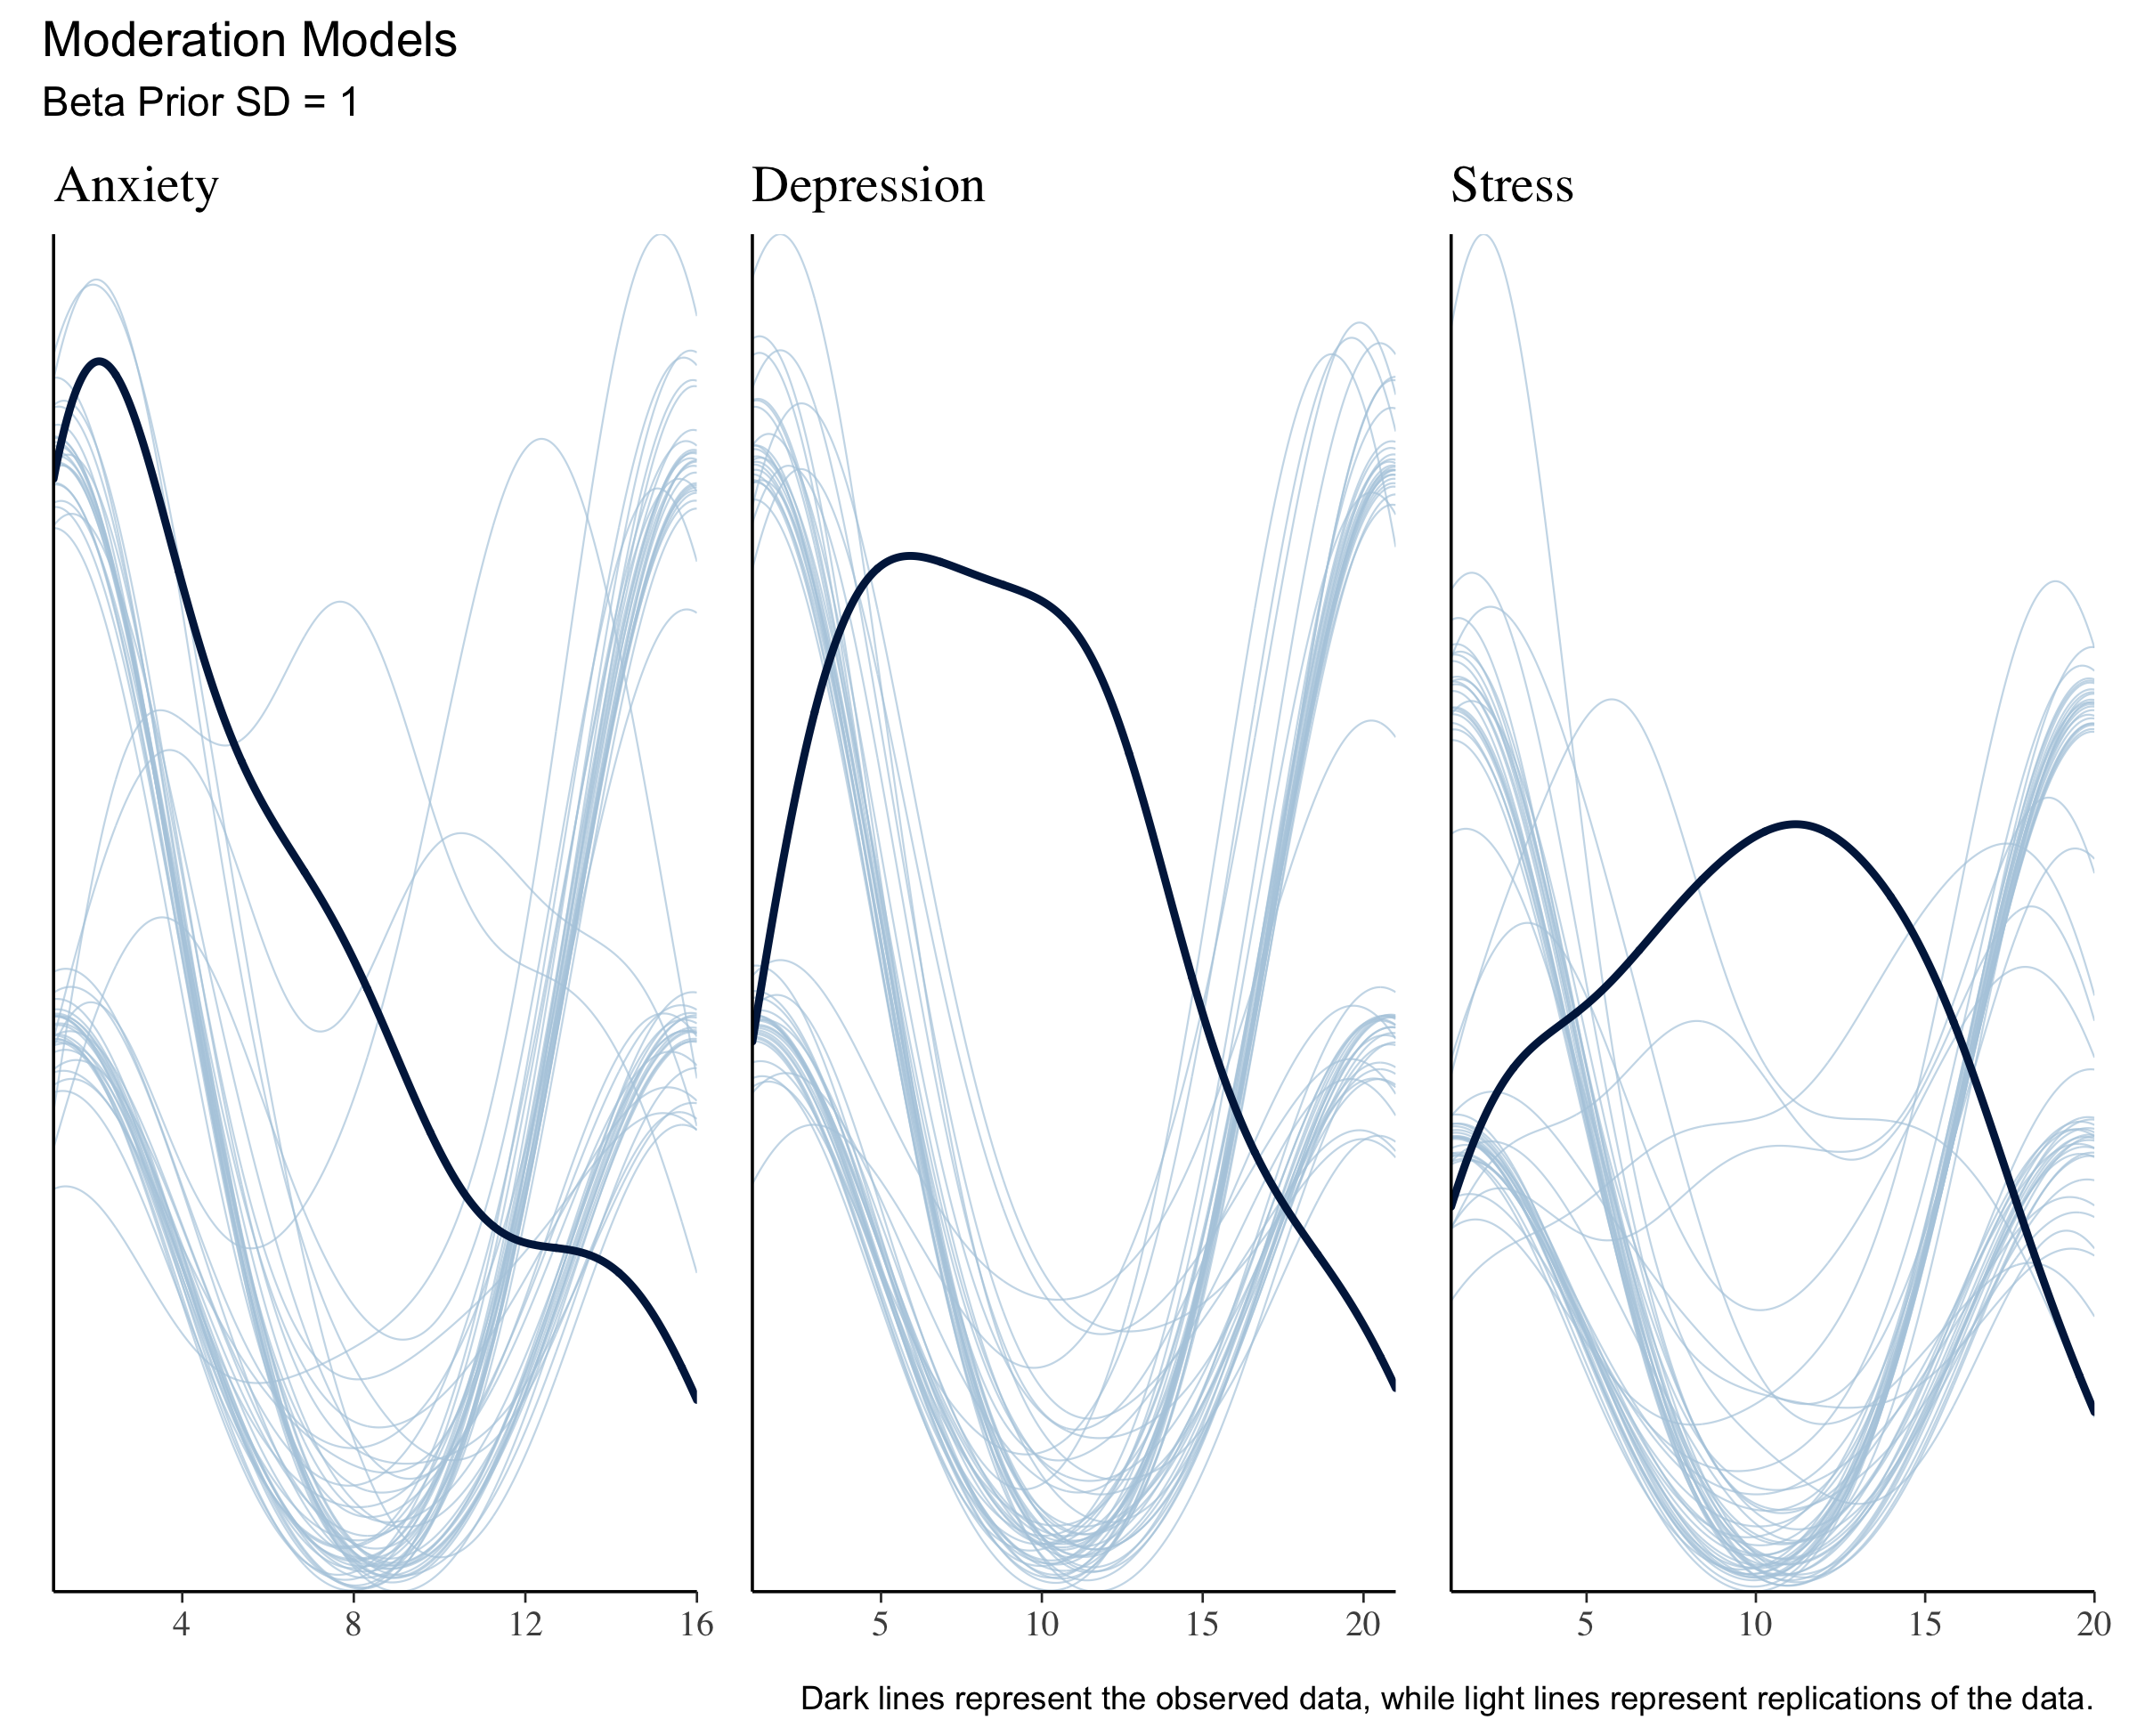 Moderation Models
Beta Prior SD = 1
Anxiety Depression Stress
4 8 12 16 5 10 15 20 5 10 15 20
Dark lines represent the observed data, while light lines represent replications of the data.